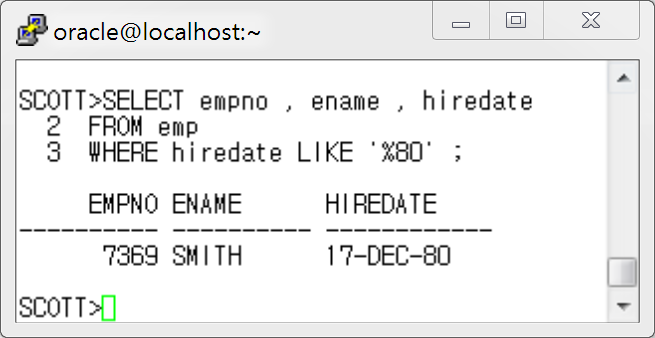 oracle@localhost:~
SCOTT>SELECT empno , ename , hiredate
  2  FROM emp
  3  WHERE hiredate LIKE '%80' ;
     EMPNO ENAME      HIREDATE
---------- ---------- ------------
      7369 SMITH      17-DEC-80
SCOTT>